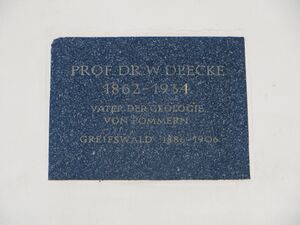 PROF. DR. W. DEECKE
1862-1934
VATER DER GEOLOGIE
VON POMMERN
GREIFSWALD 1886-1906